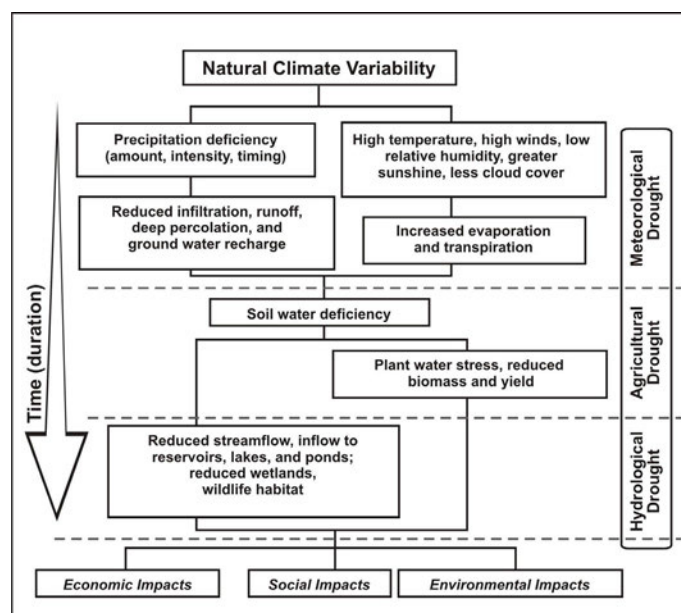 Natural Climate Variability
Precipitation deficiency
(amount, intensity, timing)
High temperature, high winds, low
relative humidity, greater
sunshine, less cloud cover
Reduced infiltration, runoff,
deep percolation, and
ground water recharge
Increased evaporation
and transpiration
Meteorological
Drought
Soil water deficiency
Plant water stress, reduced
biomass and yield
Agricultural
Drought
Time (duration)
Reduced streamflow, inflow to
reservoirs, lakes, and ponds;
reduced wetlands,
wildlife habitat
Hydrological
Drought
Economic Impacts
Social Impacts
Environmental Impacts